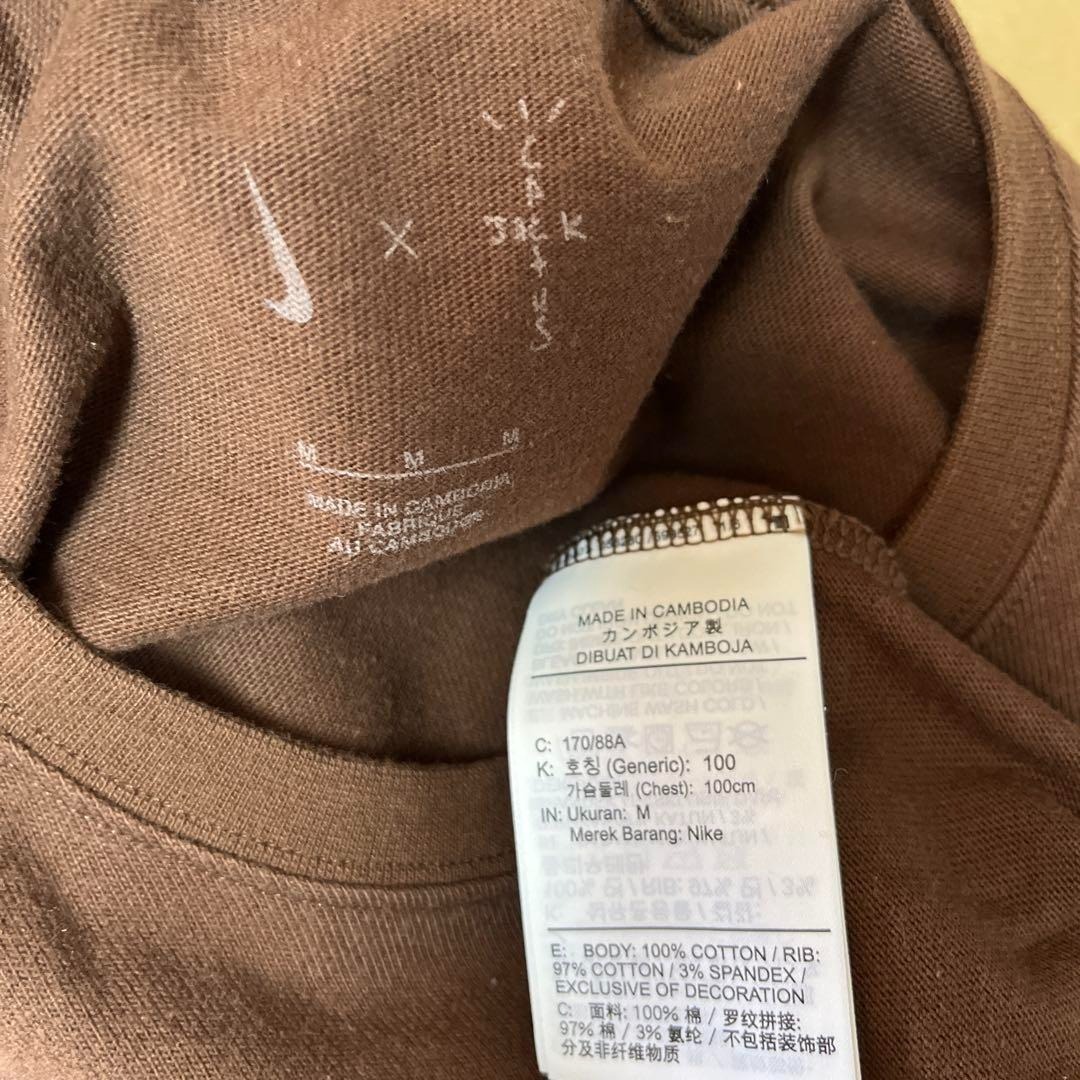 X
CACTUS
JACK
M M M
MADE IN CAMBODIA
FABRIQUÉ
AU CAMBODGE
MADE IN CAMBODIA
カンボジア製
DIBUAT DI KAMBOJA
C: 170/88A
K: 호칭 (Generic): 100
가슴둘레 (Chest): 100cm
IN: Ukuran: M
Merek Barang: Nike
E: BODY: 100% COTTON / RIB:
97% COTTON / 3% SPANDEX /
EXCLUSIVE OF DECORATION
C: 面料: 100% 棉 / 罗纹拼接:
97% 棉 / 3% 氨纶 / 不包括装饰部
分及非纤维物质